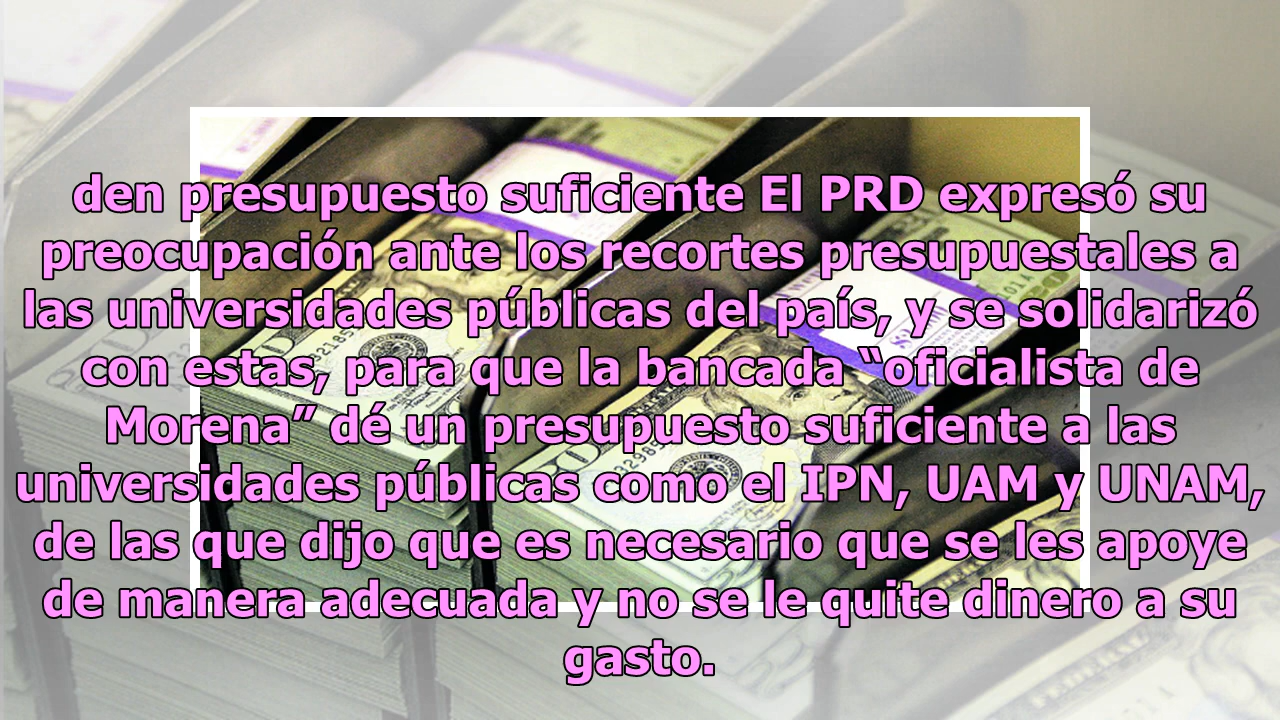 den presupuesto suficiente El PRD expresó su
preocupación ante los recortes presupuestales a
las universidades públicas del país, y se solidarizó
con estas, para que la bancada “oficialista de
Morena” dé un presupuesto suficiente a las
universidades públicas como el IPN, UAM y UNAM,
de las que dijo que es necesario que se les apoye
de manera adecuada y no se le quite dinero a su
gasto.